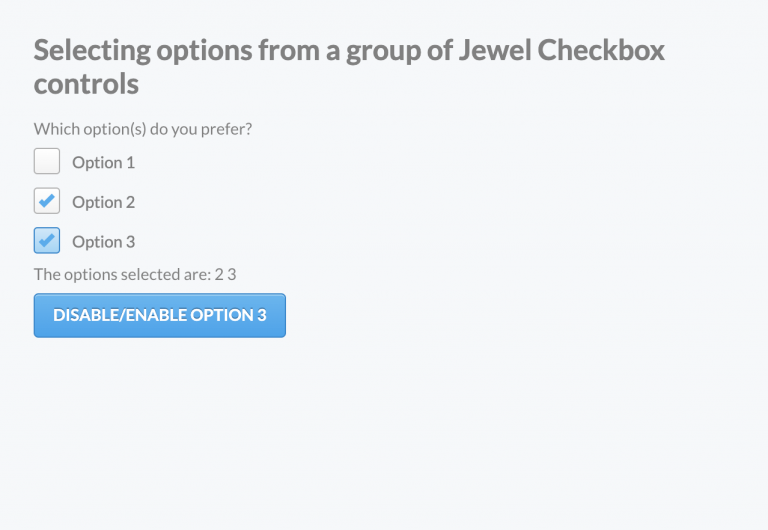 Selecting options from a group of Jewel Checkbox
controls
Which option(s) do you prefer?
Option 1
Option 2
Option 3
The options selected are: 2 3
DISABLE/ENABLE OPTION 3